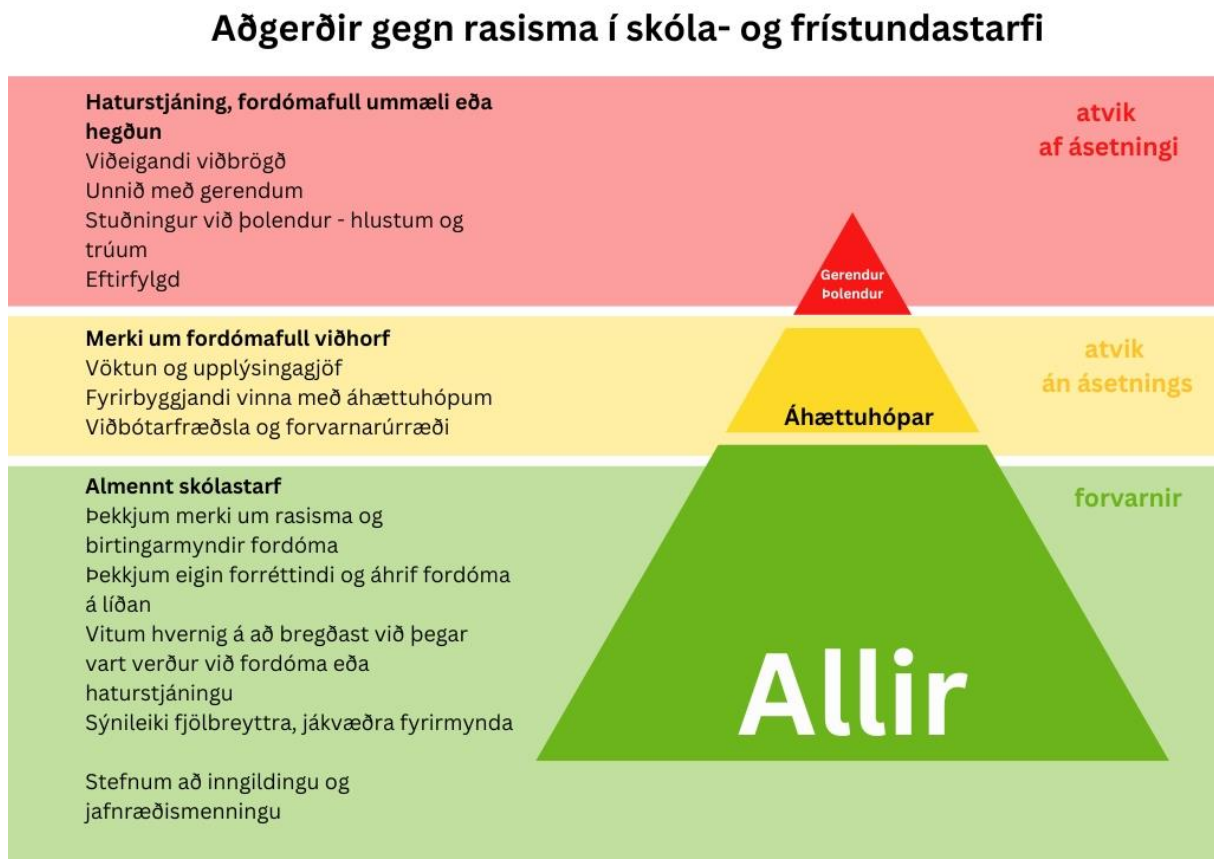 Aðgerðir gegn rasisma í skóla- og frístundastarfi
Haturstjáning, fordómafull ummæli eða
hegðun
Viðeigandi viðbrögð
Unnið með gerendum
Stuðningur við þolendur - hlustum og
trúum
Eftirfylgd
atvik
af ásetningi
Gerendur
Þolendur
Merki um fordómafull viðhorf
Vöktun og upplýsingagjöf
Fyrirbyggjandi vinna með áhættuhópum
Viðbótarfræðsla og forvarnarúrræði
atvik
án ásetnings
Áhættuhópar
Almennt skólastarf
Þekkjum merki um rasisma og
birtingarmyndir fordóma
Þekkjum eigin forréttindi og áhrif fordóma
á líðan
Vitum hvernig á að bregðast við þegar
vart verður við fordóma eða
haturstjáningu
Sýnileiki fjölbreyttra, jákvæðra fyrirmynda
Stefnum að inngildingu og
jafnræðismenningu
forvarnir
Allir